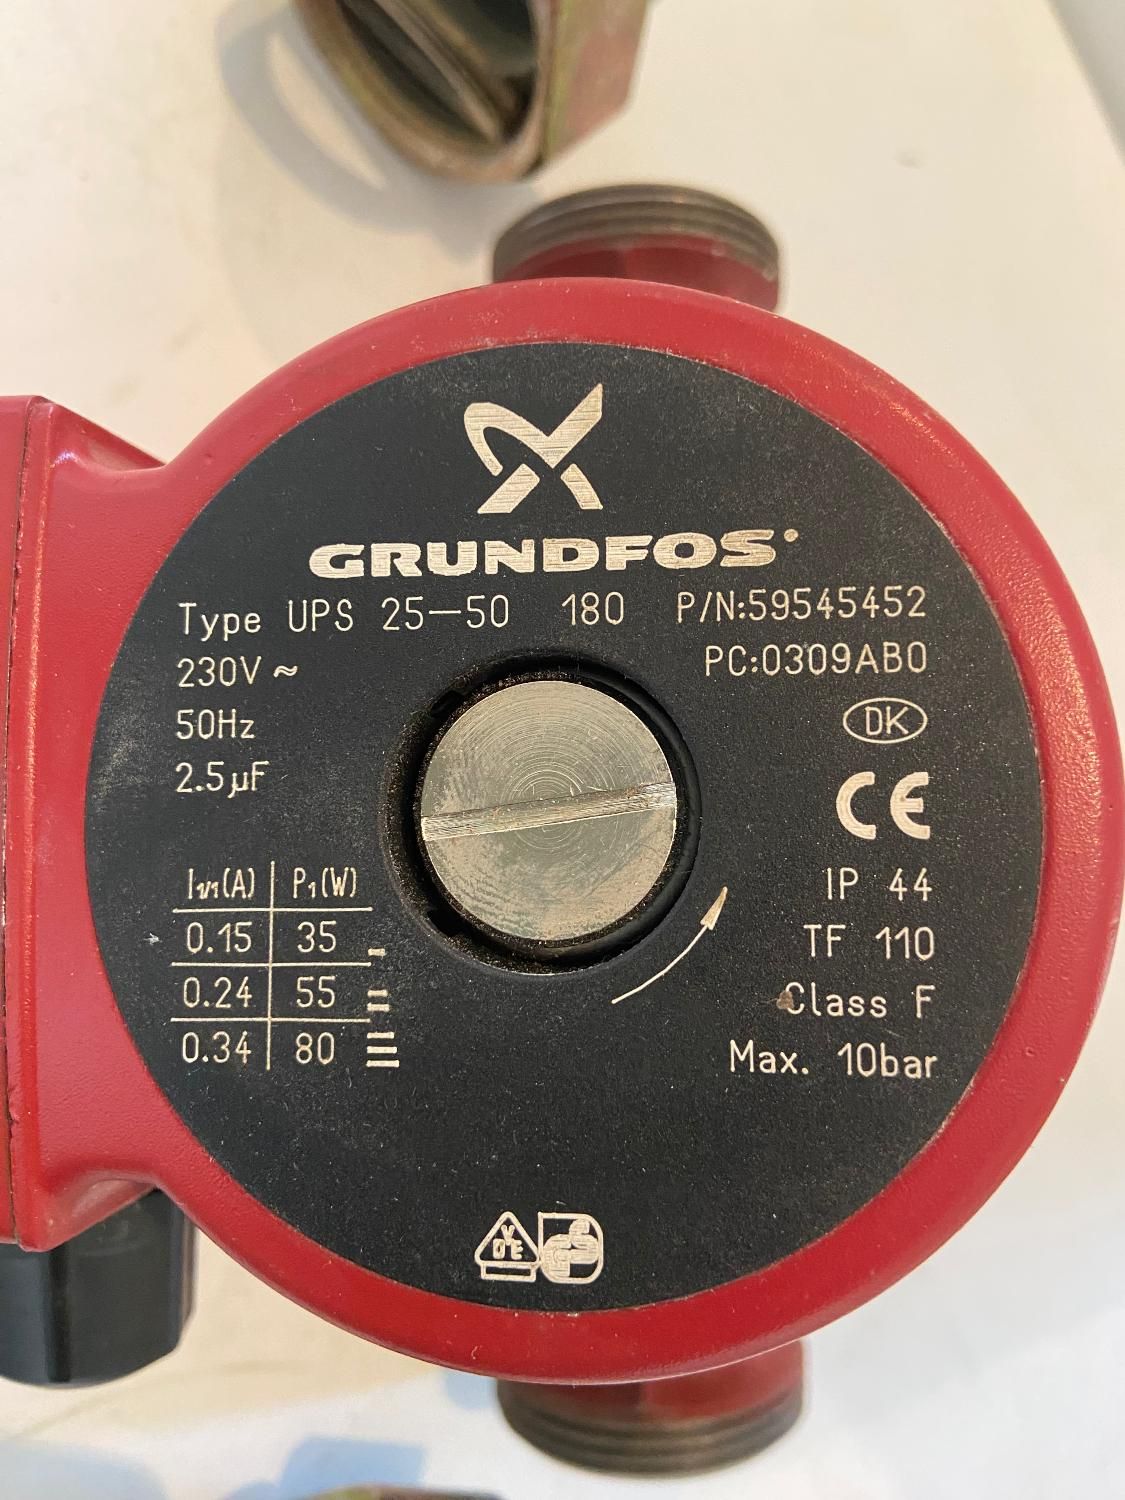 GRUNDFOS
Type UPS 25-50 180 P/N:59545452
230V ~ PC:0309AB0
50Hz
DK
2.5µF
CE
I1/1(A) P1(W)
0.15 35
0.24 55
0.34 80
IP 44
TF 110
Class F
Max. 10bar
VDE